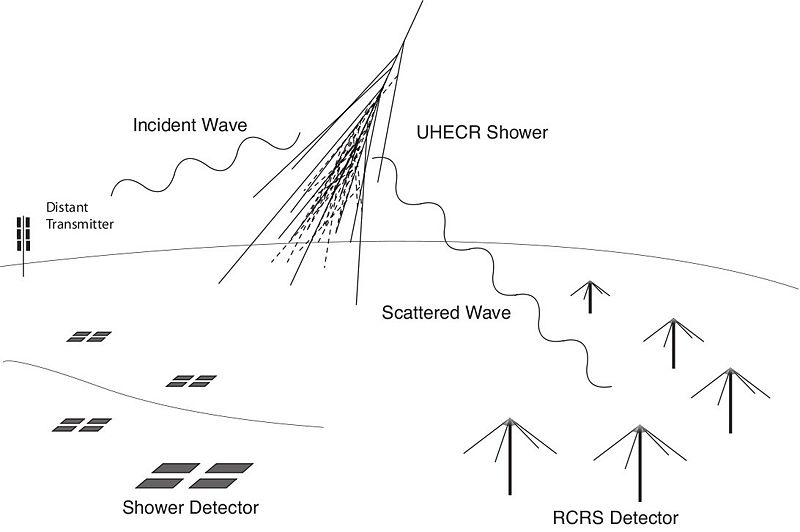 Incident Wave
UHECR Shower
Distant
Transmitter
Scattered Wave
Shower Detector
RCRS Detector